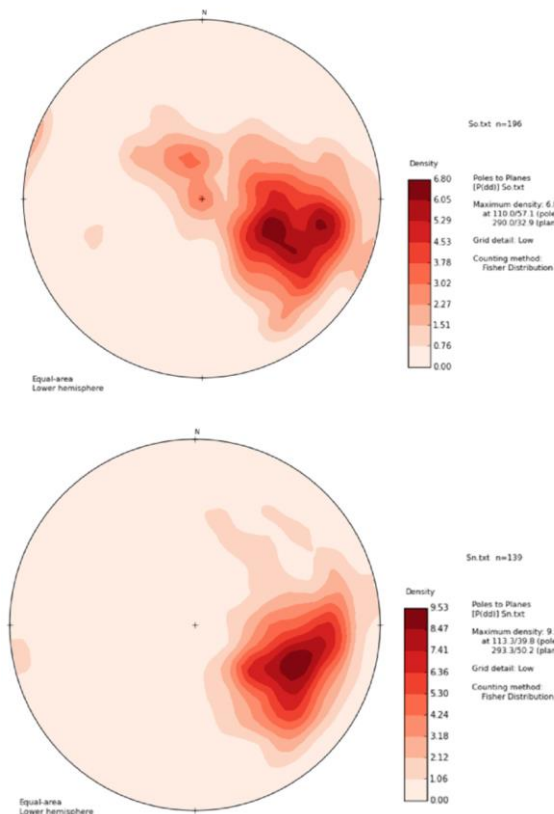 N
So.txt n=196
Density
6.80
6.05
5.29
4.53
3.78
3.02
2.27
1.51
0.76
0.00
Poles to Planes
[P(dd)] So.txt
Maximum density: 6.8
at 110.0/57.1 (pole
290.0/32.9 (plan
Grid detail: Low
Counting method:
Fisher Distribution
Equal-area
Lower hemisphere
N
Sn.txt n=139
Density
9.53
8.47
7.41
6.36
5.30
4.24
3.18
2.12
1.06
0.00
Poles to Planes
[P(dd)] Sn.txt
Maximum density: 9.
at 113.3/39.8 (pole
293.3/50.2 (plan
Grid detail: Low
Counting method:
Fisher Distribution
Equal-area
Lower hemisphere